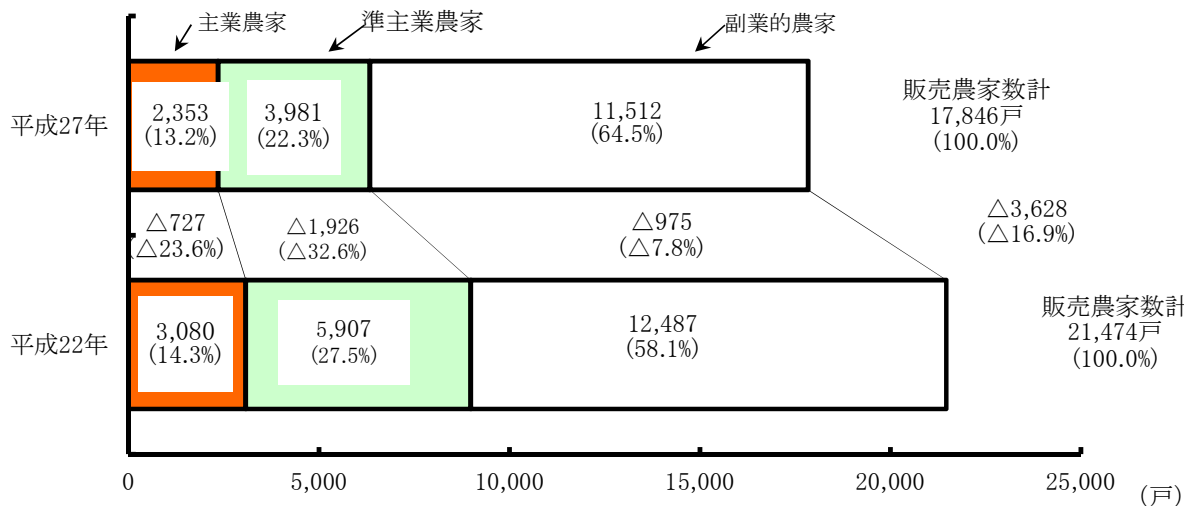 主業農家
準主業農家
副業的農家
平成27年
2,353
(13.2%)
3,981
(22.3%)
11,512
(64.5%)
販売農家数計
17,846戸
(100.0%)
△727
(△23.6%)
△1,926
(△32.6%)
△975
(△7.8%)
△3,628
(△16.9%)
平成22年
3,080
(14.3%)
5,907
(27.5%)
12,487
(58.1%)
販売農家数計
21,474戸
(100.0%)
0
5,000
10,000
15,000
20,000
25,000
(戸)